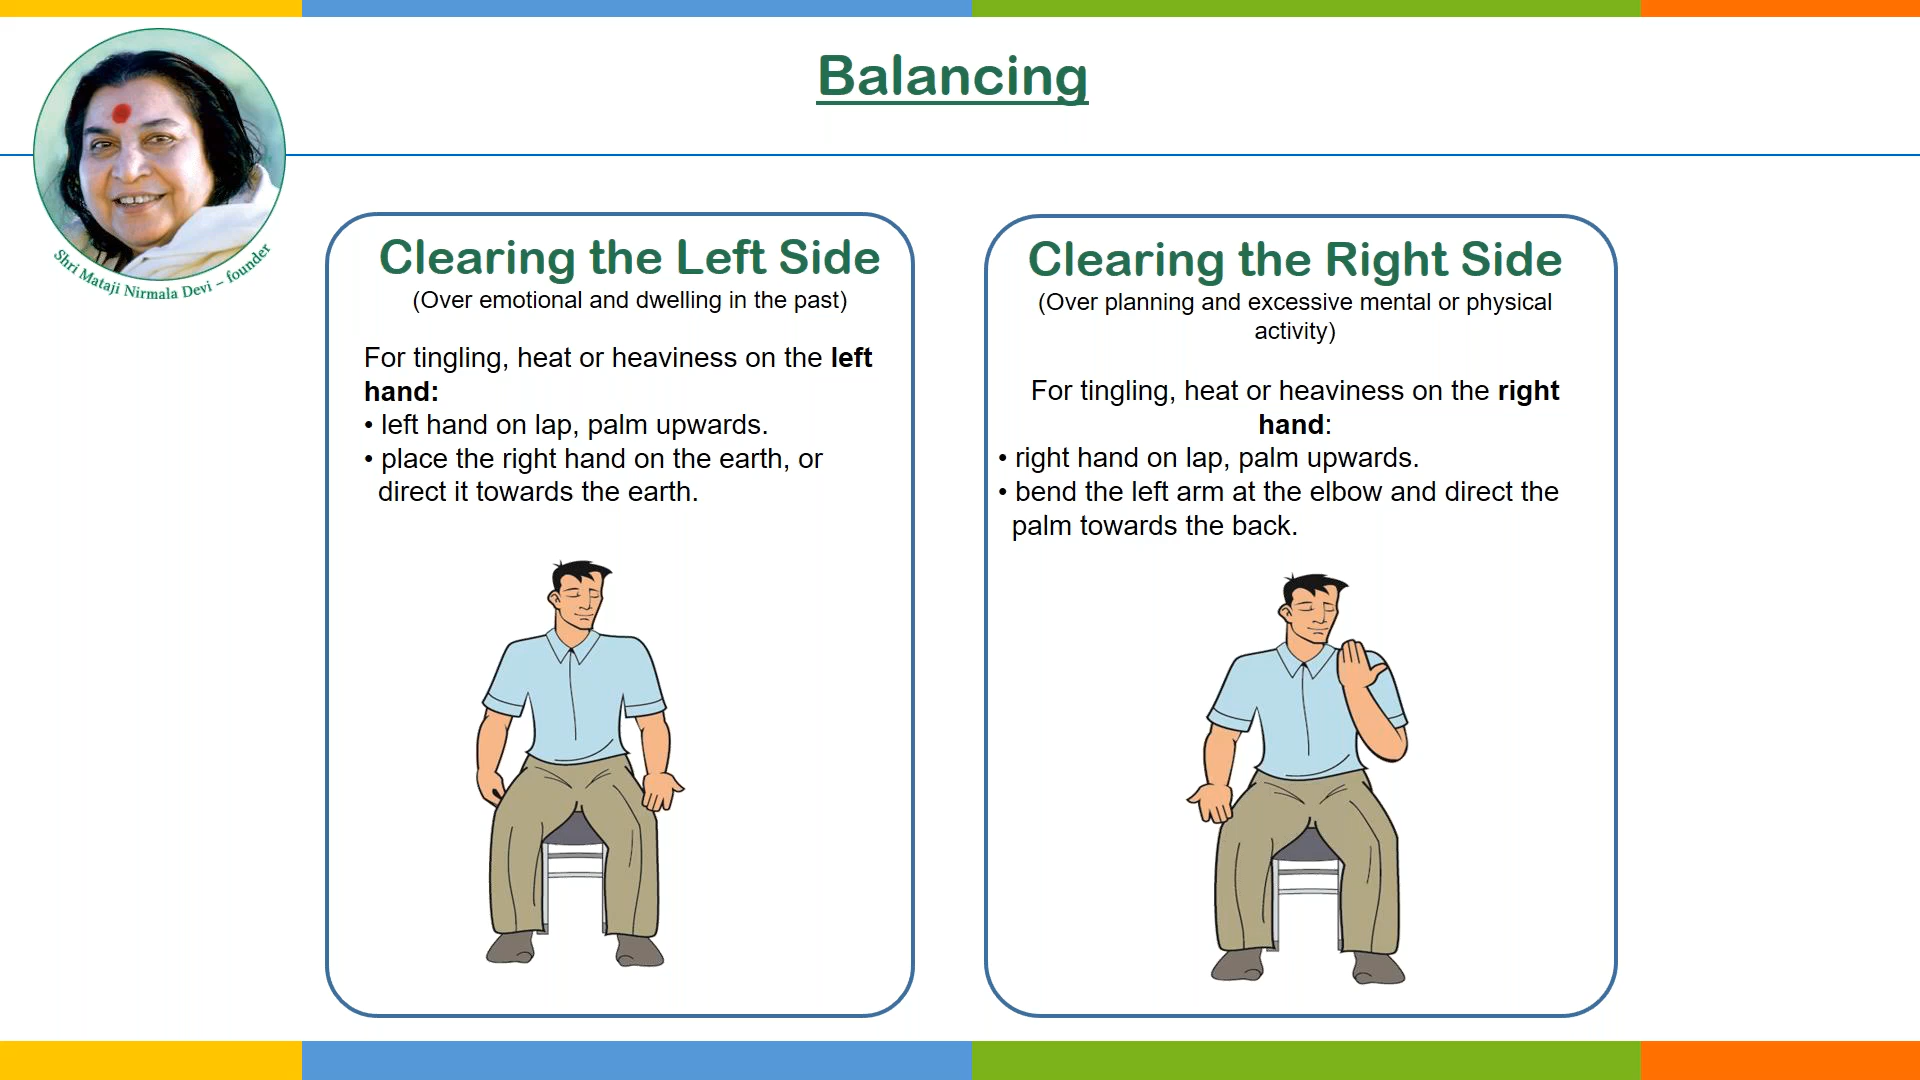 Balancing
Shri Mataji Nirmala Devi – founder
Clearing the Left Side
(Over emotional and dwelling in the past)
For tingling, heat or heaviness on the left
hand:
• left hand on lap, palm upwards.
• place the right hand on the earth, or
direct it towards the earth.
Clearing the Right Side
(Over planning and excessive mental or physical
activity)
For tingling, heat or heaviness on the right
hand:
• right hand on lap, palm upwards.
• bend the left arm at the elbow and direct the
palm towards the back.